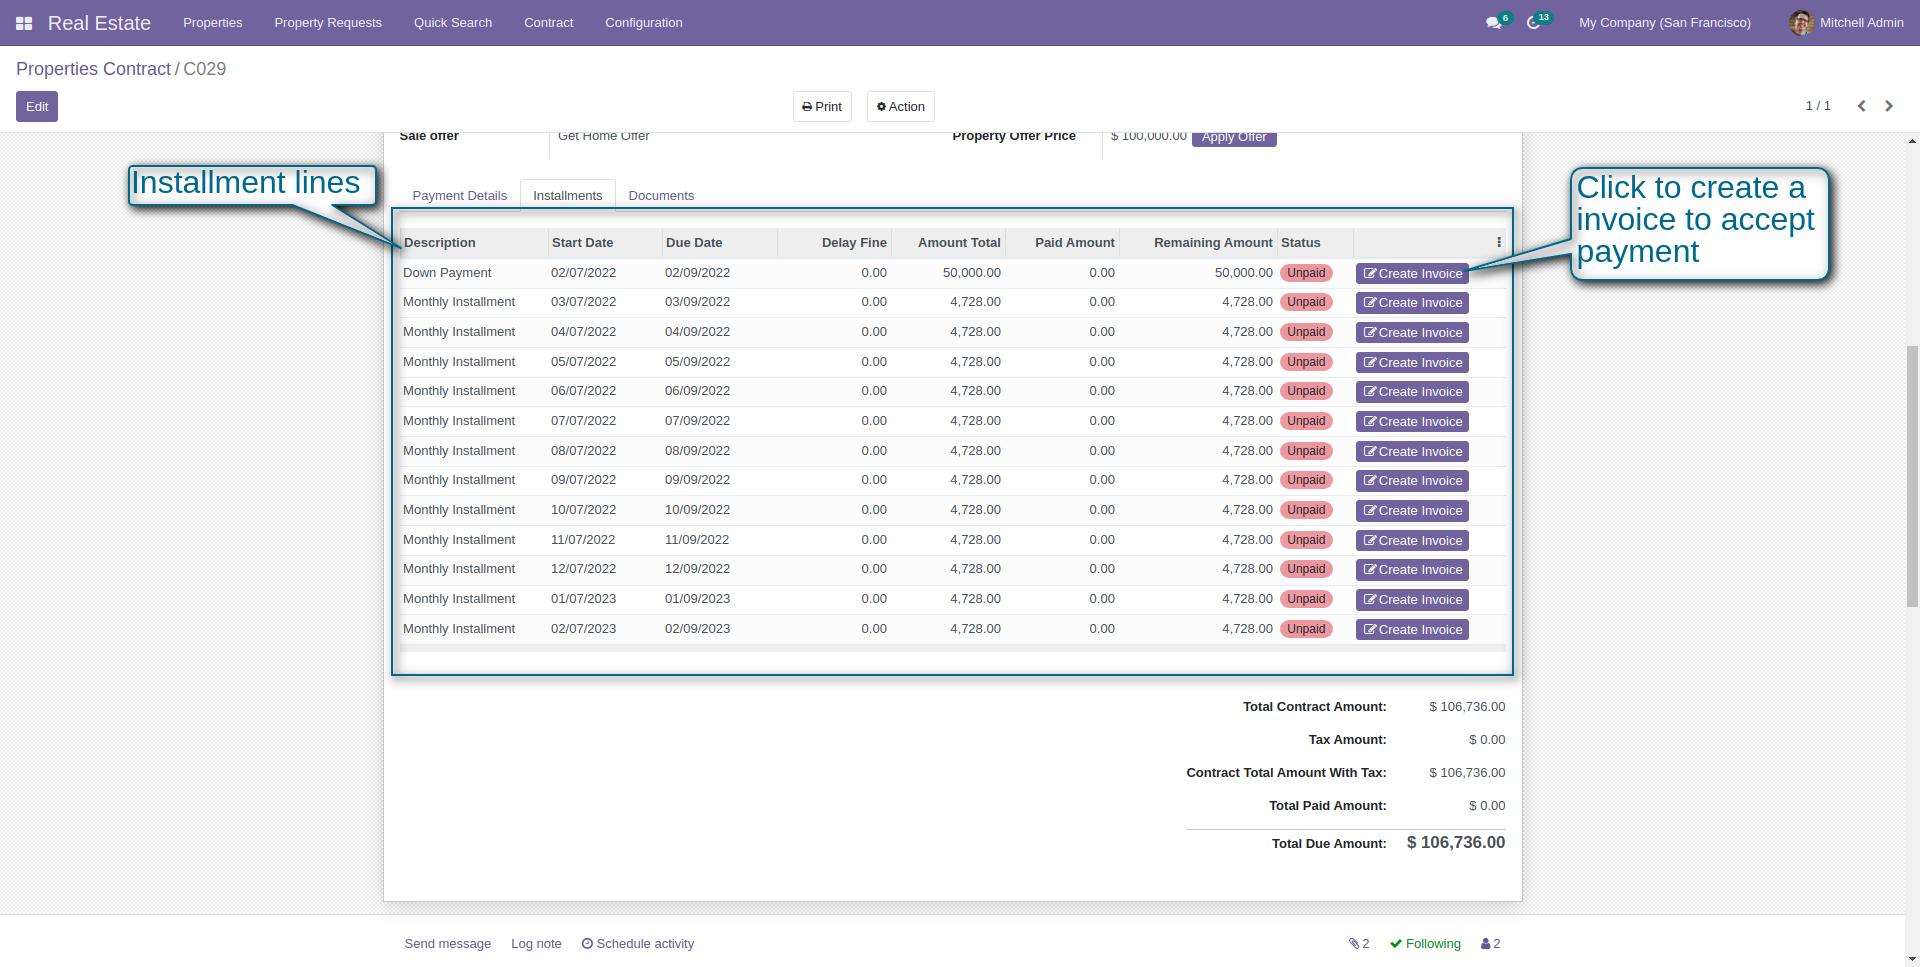 Real Estate Properties Property Requests Quick Search Contract Configuration 6 13 My Company (San Francisco) Mitchell Admin
Properties Contract / C029
Edit Print Action 1 / 1
Sale offer Get Home Offer Property Offer Price $ 100,000.00 Apply Offer
Installment lines
Click to create a
invoice to accept
payment
Payment Details Installments Documents
Description Start Date Due Date Delay Fine Amount Total Paid Amount Remaining Amount Status
Down Payment 02/07/2022 02/09/2022 0.00 50,000.00 0.00 50,000.00 Unpaid Create Invoice
Monthly Installment 03/07/2022 03/09/2022 0.00 4,728.00 0.00 4,728.00 Unpaid Create Invoice
Monthly Installment 04/07/2022 04/09/2022 0.00 4,728.00 0.00 4,728.00 Unpaid Create Invoice
Monthly Installment 05/07/2022 05/09/2022 0.00 4,728.00 0.00 4,728.00 Unpaid Create Invoice
Monthly Installment 06/07/2022 06/09/2022 0.00 4,728.00 0.00 4,728.00 Unpaid Create Invoice
Monthly Installment 07/07/2022 07/09/2022 0.00 4,728.00 0.00 4,728.00 Unpaid Create Invoice
Monthly Installment 08/07/2022 08/09/2022 0.00 4,728.00 0.00 4,728.00 Unpaid Create Invoice
Monthly Installment 09/07/2022 09/09/2022 0.00 4,728.00 0.00 4,728.00 Unpaid Create Invoice
Monthly Installment 10/07/2022 10/09/2022 0.00 4,728.00 0.00 4,728.00 Unpaid Create Invoice
Monthly Installment 11/07/2022 11/09/2022 0.00 4,728.00 0.00 4,728.00 Unpaid Create Invoice
Monthly Installment 12/07/2022 12/09/2022 0.00 4,728.00 0.00 4,728.00 Unpaid Create Invoice
Monthly Installment 01/07/2023 01/09/2023 0.00 4,728.00 0.00 4,728.00 Unpaid Create Invoice
Monthly Installment 02/07/2023 02/09/2023 0.00 4,728.00 0.00 4,728.00 Unpaid Create Invoice
Total Contract Amount: $ 106,736.00
Tax Amount: $ 0.00
Contract Total Amount With Tax: $ 106,736.00
Total Paid Amount: $ 0.00
Total Due Amount: $ 106,736.00
Send message Log note Schedule activity 2 Following 2